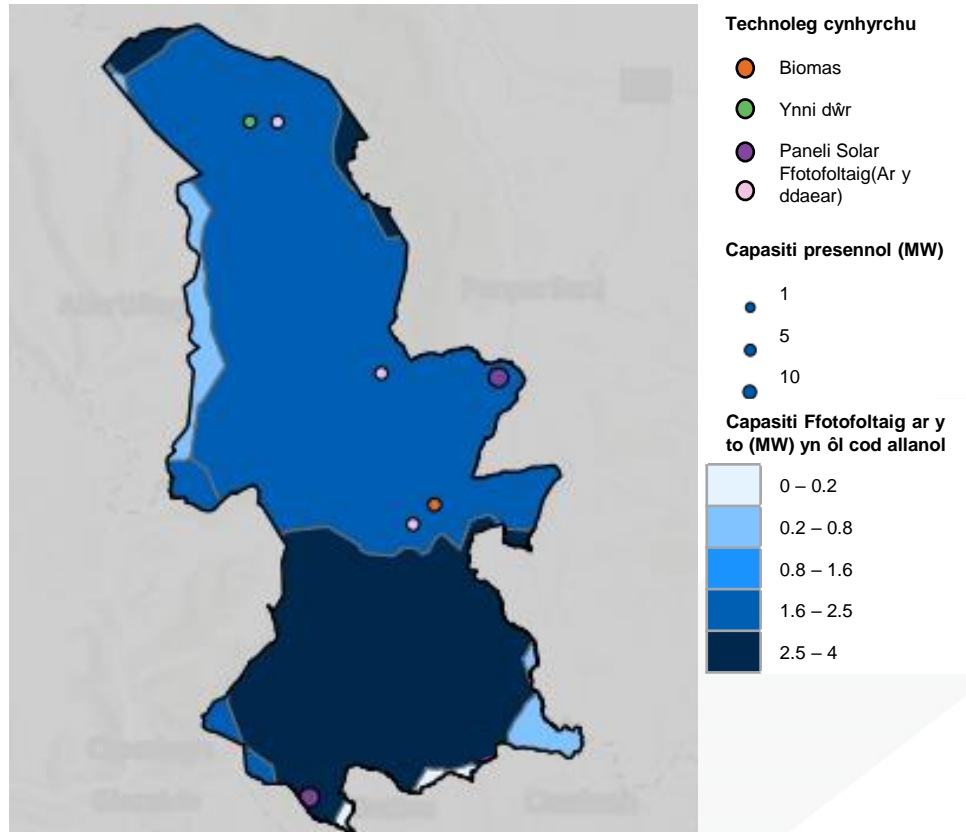 Technoleg cynhyrchu
Biomas
Ynni dŵr
Paneli Solar
Ffotofoltaig(Ar y
ddaear)
Capasiti presennol (MW)
1
5
10
Capasiti Ffotofoltaig ar y
to (MW) yn ôl cod allanol
0 – 0.2
0.2 – 0.8
0.8 – 1.6
1.6 – 2.5
2.5 – 4